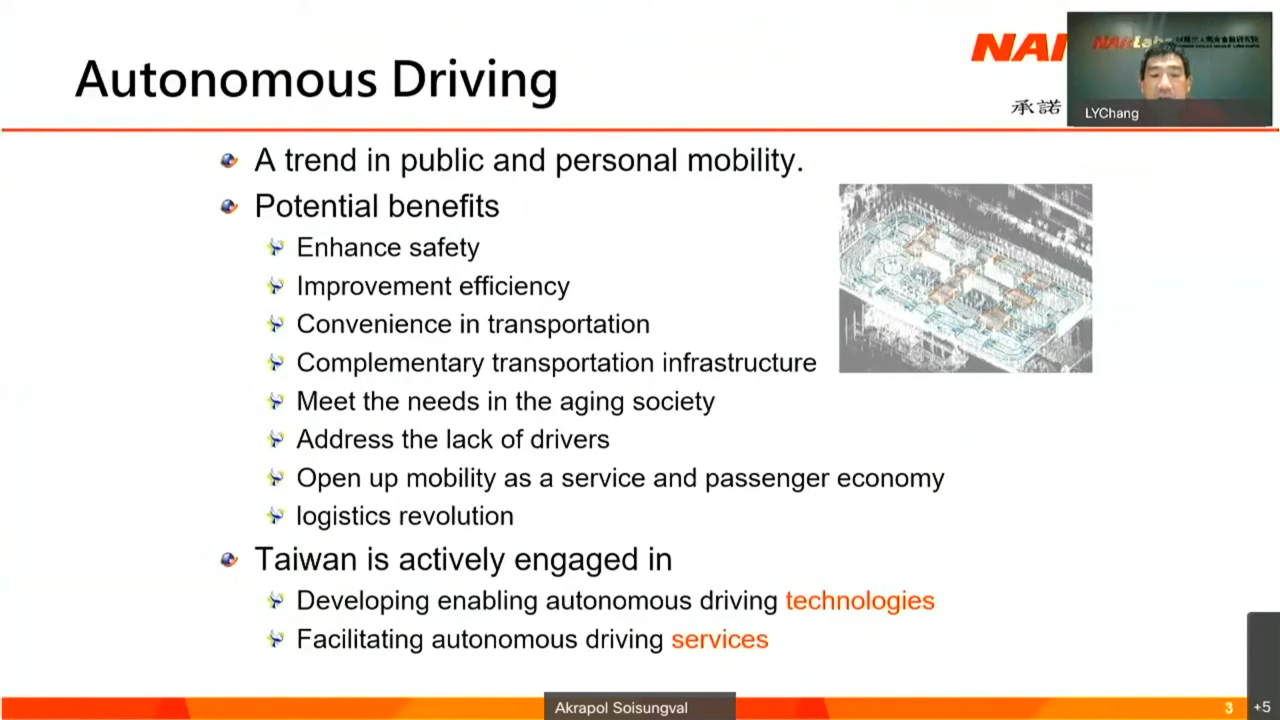 Autonomous Driving
NAR
承諾
NARLabs
LYChang
A trend in public and personal mobility.
Potential benefits
Enhance safety
Improvement efficiency
Convenience in transportation
Complementary transportation infrastructure
Meet the needs in the aging society
Address the lack of drivers
Open up mobility as a service and passenger economy
logistics revolution
Taiwan is actively engaged in
Developing enabling autonomous driving technologies
Facilitating autonomous driving services
Akrapol Soisungval
3
+5